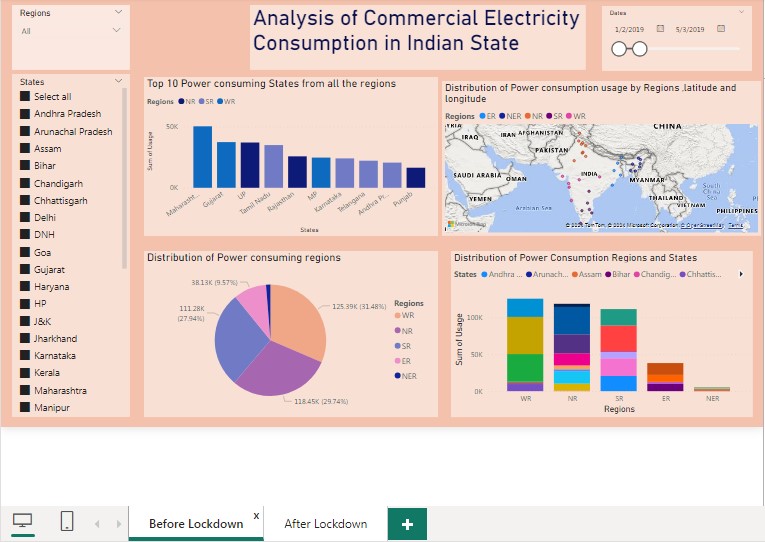 Regions
All
Analysis of Commercial Electricity
Consumption in Indian State
Dates
1/2/2019 5/3/2019
States
Select all
Andhra Pradesh
Arunachal Pradesh
Assam
Bihar
Chandigarh
Chhattisgarh
Delhi
DNH
Goa
Gujarat
Haryana
HP
J&K
Jharkhand
Karnataka
Kerala
Maharashtra
Manipur
Top 10 Power consuming States from all the regions
Regions NR SR WR
Sum of Usage
50K
0K
Maharasht... Gujarat UP Tamil Nadu Rajasthan MP Karnataka Telangana Andhra Pr... Punjab
States
Distribution of Power consumption usage by Regions ,latitude and
longitude
Regions ER NER NR SR WR
IRAQ IRAN AFGHANISTAN CHINA
PAKISTAN
SAUDI ARABIA OMAN INDIA MYANMAR
YEMEN THAILAND South China Sea
Arabian Sea VIETNAM PHILIPPINES
Microsoft Bing © 2024 TomTom, © 2024 Microsoft Corporation, © OpenStreetMap Terms
Distribution of Power consuming regions
38.13K (9.57%)
111.28K
(27.94%)
125.39K (31.48%)
118.45K (29.74%)
Regions
WR
NR
SR
ER
NER
Distribution of Power Consumption Regions and States
States Andhra ... Arunach... Assam Bihar Chandig... Chhattis...
Sum of Usage
100K
50K
0K
WR NR SR ER NER
Regions
Before Lockdown x After Lockdown +